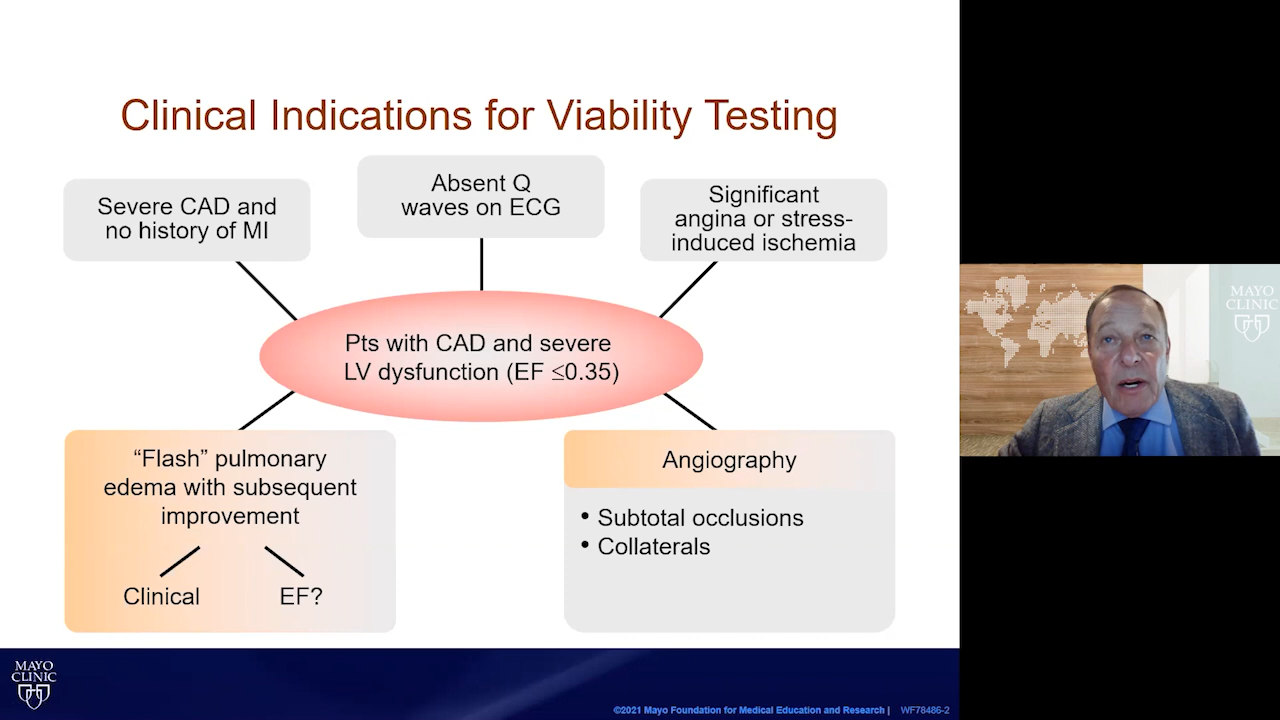 Clinical Indications for Viability Testing
Severe CAD and
no history of MI
Absent Q
waves on ECG
Significant
angina or stress-
induced ischemia
Pts with CAD and severe
LV dysfunction (EF ≤0.35)
“Flash” pulmonary
edema with subsequent
improvement
Clinical
EF?
Angiography
• Subtotal occlusions
• Collaterals
MAYO
CLINIC
MAYO
CLINIC
©2021 Mayo Foundation for Medical Education and Research | WF78486-2